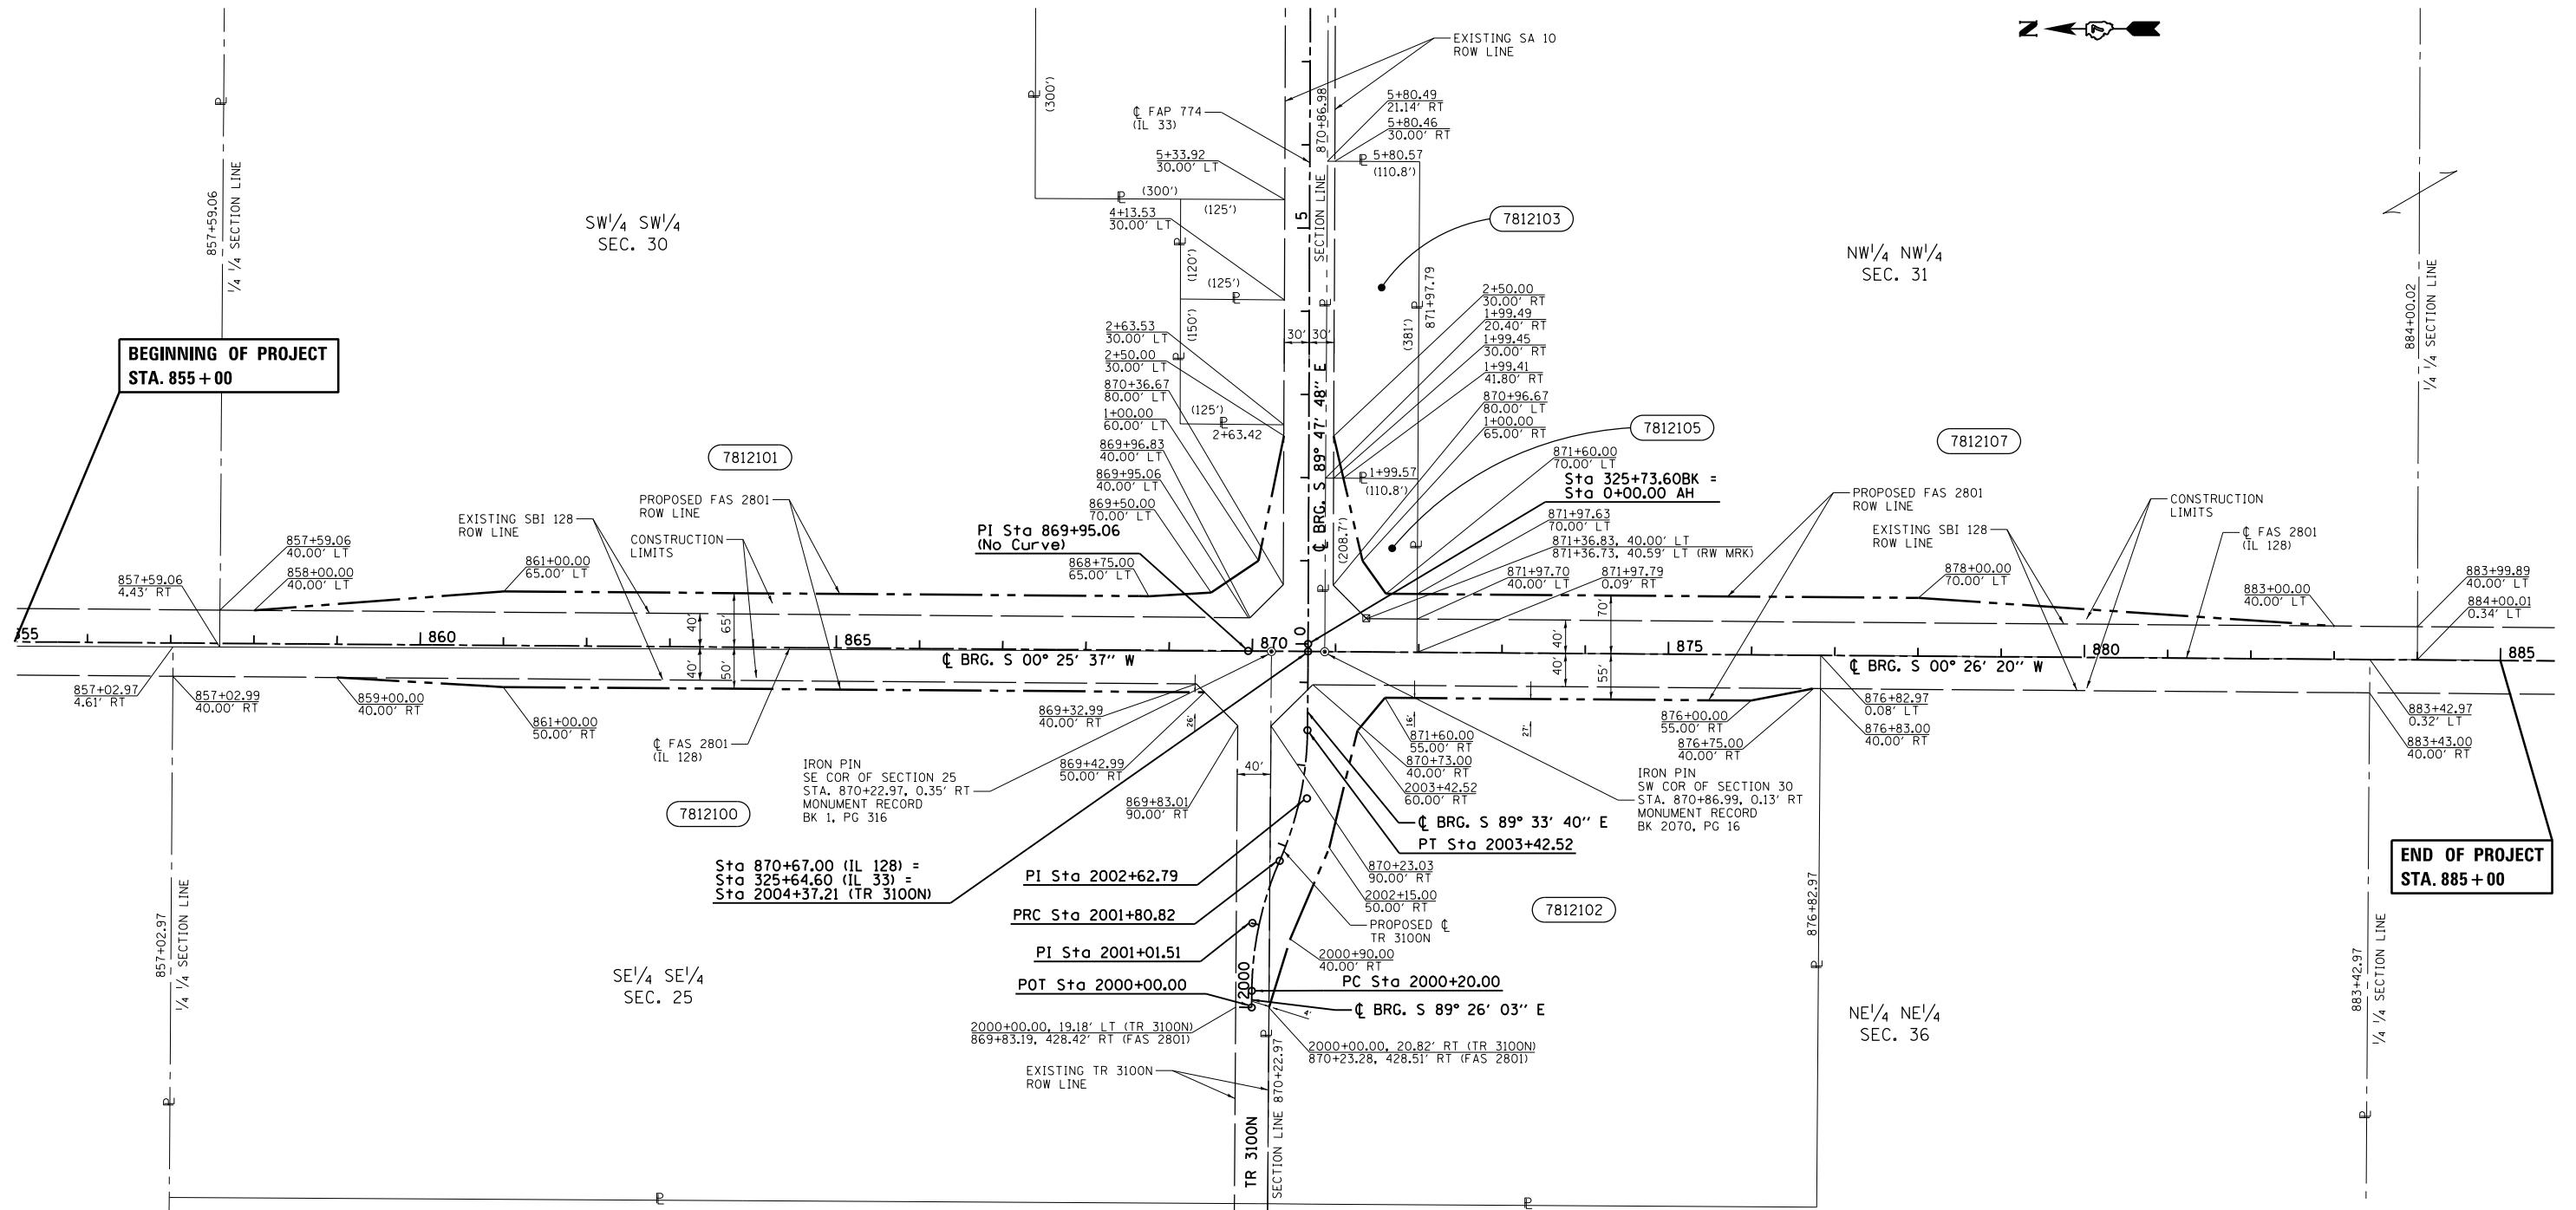 N
EXISTING SA 10
ROW LINE
℄ FAP 774
(IL 33)
5+33.92
30.00' LT
(300')
(300')
(125')
4+13.53
30.00' LT
(120')
(125')
(150')
2+63.53
30.00' LT
2+50.00
30.00' LT
870+36.67
80.00' LT
1+00.00
60.00' LT
869+96.83
40.00' LT
869+95.06
40.00' LT
869+50.00
70.00' LT
(125')
2+63.42
870+86.98
SECTION LINE
15
5+80.49
21.14' RT
5+80.46
30.00' RT
5+80.57
(110.8')
7812103
871+97.79
(381')
30' 30'
2+50.00
30.00' RT
1+99.49
20.40' RT
1+99.45
30.00' RT
1+99.41
41.80' RT
870+96.67
80.00' LT
1+00.00
65.00' RT
1+99.57
(110.8')
(208.7')
℄ BRG. S 89° 47' 48" E
7812105
871+60.00
70.00' LT
Sta 325+73.60BK =
Sta 0+00.00 AH
871+97.63
70.00' LT
871+36.83, 40.00' LT
871+36.73, 40.59' LT (RW MRK)
871+97.70
40.00' LT
871+97.79
0.09' RT
857+59.06
1/4 1/4 SECTION LINE
SW1/4 SW1/4
SEC. 30
NW1/4 NW1/4
SEC. 31
884+00.02
1/4 1/4 SECTION LINE
BEGINNING OF PROJECT
STA. 855+00
7812101
7812107
EXISTING SBI 128
ROW LINE
PROPOSED FAS 2801
ROW LINE
CONSTRUCTION
LIMITS
PI Sta 869+95.06
(No Curve)
868+75.00
65.00' LT
857+59.06
40.00' LT
858+00.00
40.00' LT
857+59.06
4.43' RT
861+00.00
65.00' LT
PROPOSED FAS 2801
ROW LINE
EXISTING SBI 128
ROW LINE
CONSTRUCTION
LIMITS
℄ FAS 2801
(IL 128)
878+00.00
70.00' LT
883+00.00
40.00' LT
883+99.89
40.00' LT
884+00.01
0.34' LT
40'
65'
40'
50'
70'
40'
40'
55'
855
860
865
870
0
875
880
885
℄ BRG. S 00° 25' 37" W
℄ BRG. S 00° 26' 20" W
857+02.97
4.61' RT
857+02.99
40.00' RT
859+00.00
40.00' RT
861+00.00
50.00' RT
℄ FAS 2801
(IL 128)
869+32.99
40.00' RT
26'
869+42.99
50.00' RT
869+83.01
90.00' RT
40'
IRON PIN
SE COR OF SECTION 25
STA. 870+22.97, 0.35' RT
MONUMENT RECORD
BK 1, PG 316
7812100
16'
27'
871+60.00
55.00' RT
870+73.00
40.00' RT
2003+42.52
60.00' RT
℄ BRG. S 89° 33' 40" E
PT Sta 2003+42.52
870+23.03
90.00' RT
2002+15.00
50.00' RT
PROPOSED ℄
TR 3100N
2000+90.00
40.00' RT
PC Sta 2000+20.00
℄ BRG. S 89° 26' 03" E
4'
IRON PIN
SW COR OF SECTION 30
STA. 870+86.99, 0.13' RT
MONUMENT RECORD
BK 2070, PG 16
876+00.00
55.00' RT
876+75.00
40.00' RT
876+82.97
0.08' LT
876+83.00
40.00' RT
883+42.97
0.32' LT
883+43.00
40.00' RT
END OF PROJECT
STA. 885+00
Sta 870+67.00 (IL 128) =
Sta 325+64.60 (IL 33) =
Sta 2004+37.21 (TR 3100N)
PI Sta 2002+62.79
PRC Sta 2001+80.82
PI Sta 2001+01.51
POT Sta 2000+00.00
2000
7812102
857+02.97
1/4 1/4 SECTION LINE
SE1/4 SE1/4
SEC. 25
2000+00.00, 19.18' LT (TR 3100N)
869+83.19, 428.42' RT (FAS 2801)
2000+00.00, 20.82' RT (TR 3100N)
870+23.28, 428.51' RT (FAS 2801)
EXISTING TR 3100N
ROW LINE
TR 3100N
SECTION LINE 870+22.97
876+82.97
NE1/4 NE1/4
SEC. 36
883+42.97
1/4 1/4 SECTION LINE